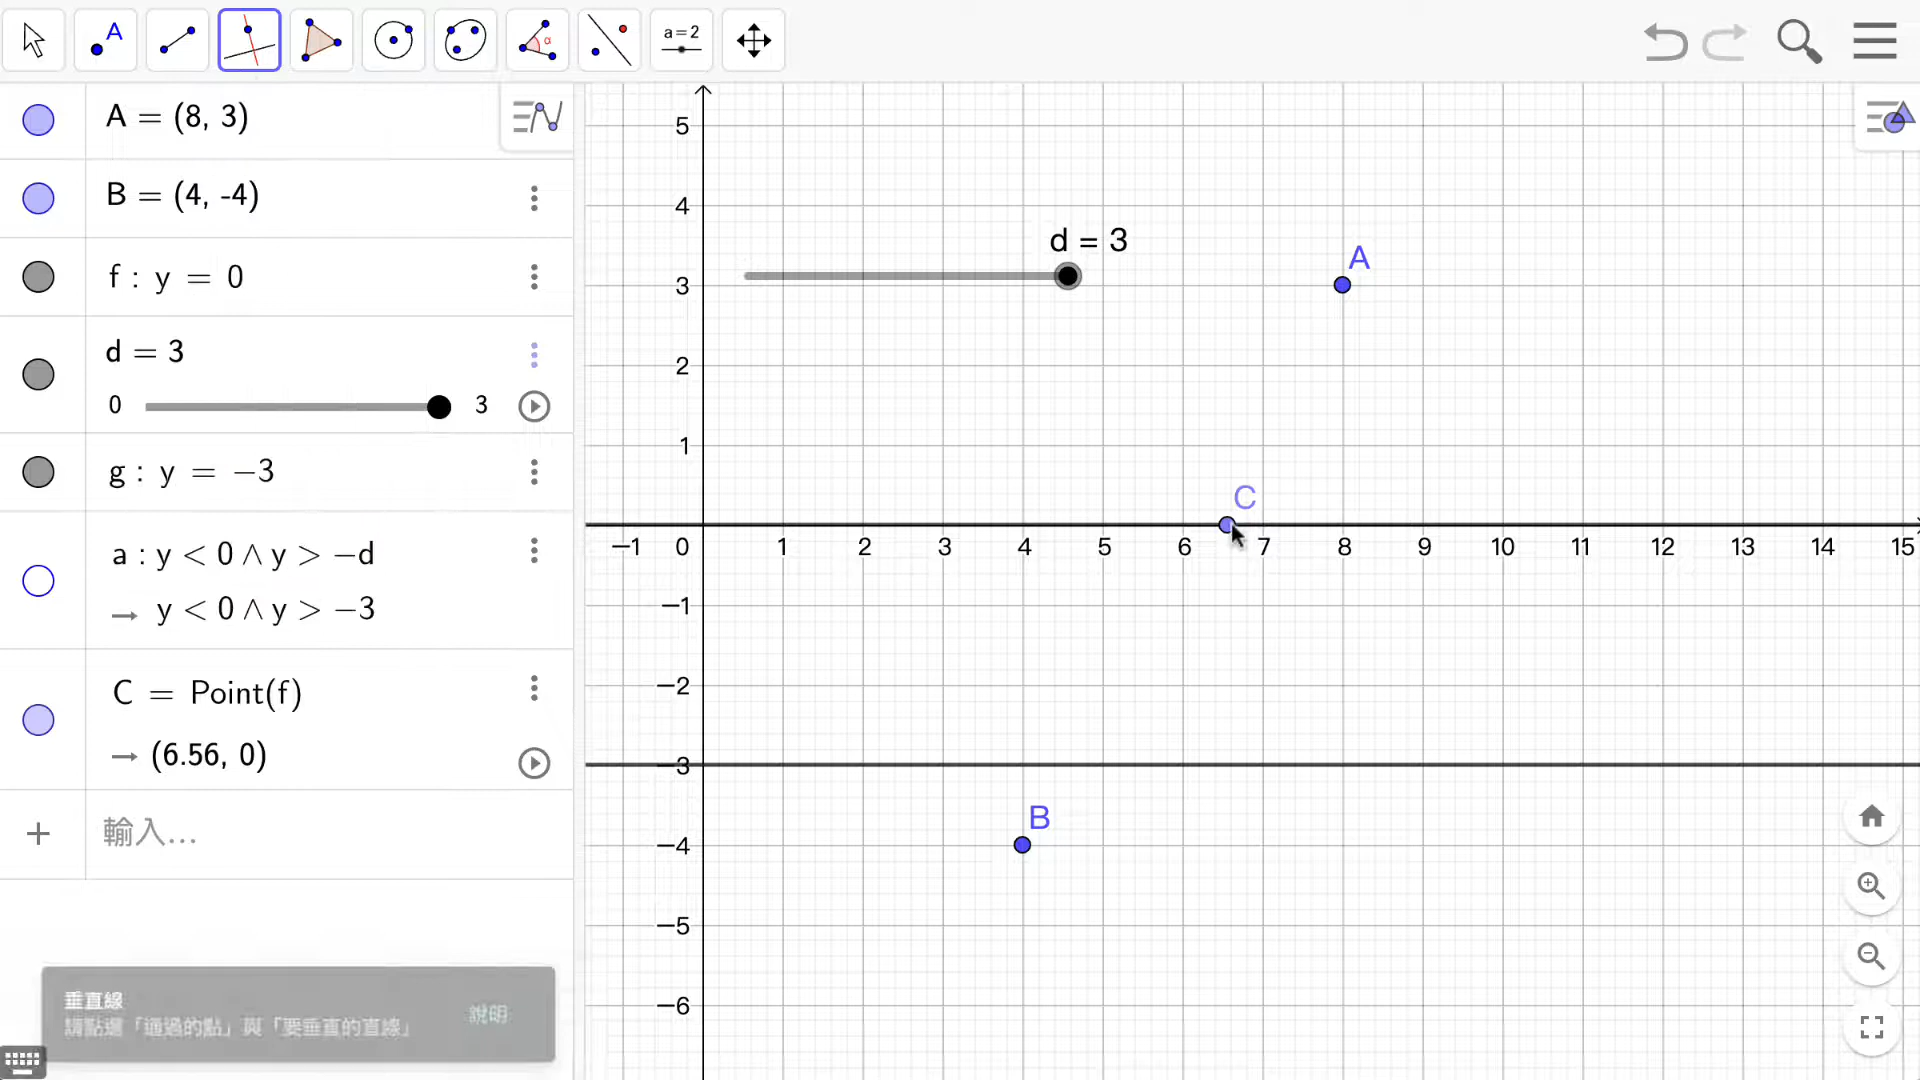 A
α
a=2
A = (8, 3)
B = (4, -4)
f : y = 0
d = 3
0
3
g : y = −3
a : y < 0 ∧ y > −d
→ y < 0 ∧ y > −3
C = Point(f)
→ (6.56, 0)
+ 輸入…
垂直線
請點選「通過的點」與「要垂直的直線」
說明
5
4
3
2
1
−1
−2
−3
−4
−5
−6
−1 0 1 2 3 4 5 6 7 8 9 10 11 12 13 14 15
d = 3
A
C
B